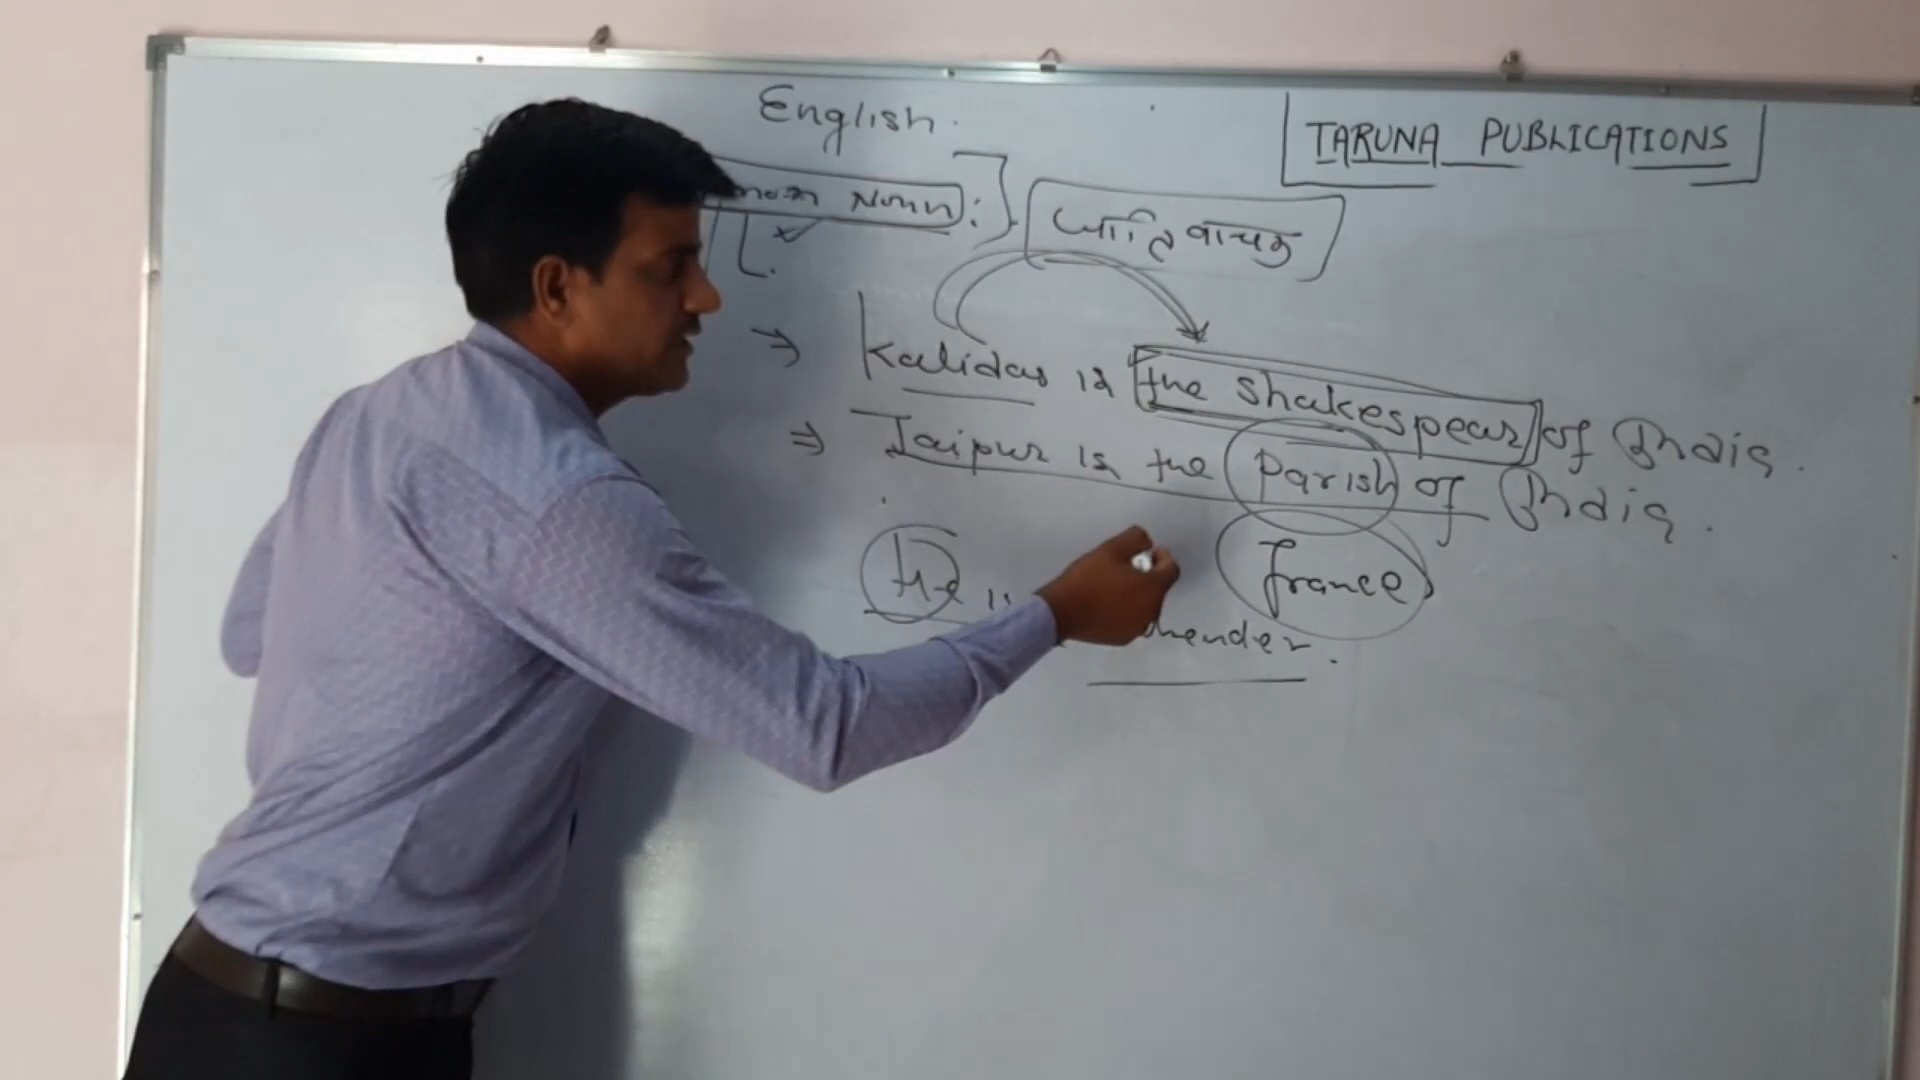 English.
TARUNA PUBLICATIONS
Noun :
जातिवाचक
⇒ Kalidas is the Shakespear of India.
⇒ Jaipur is the Parish of India.
france
He is